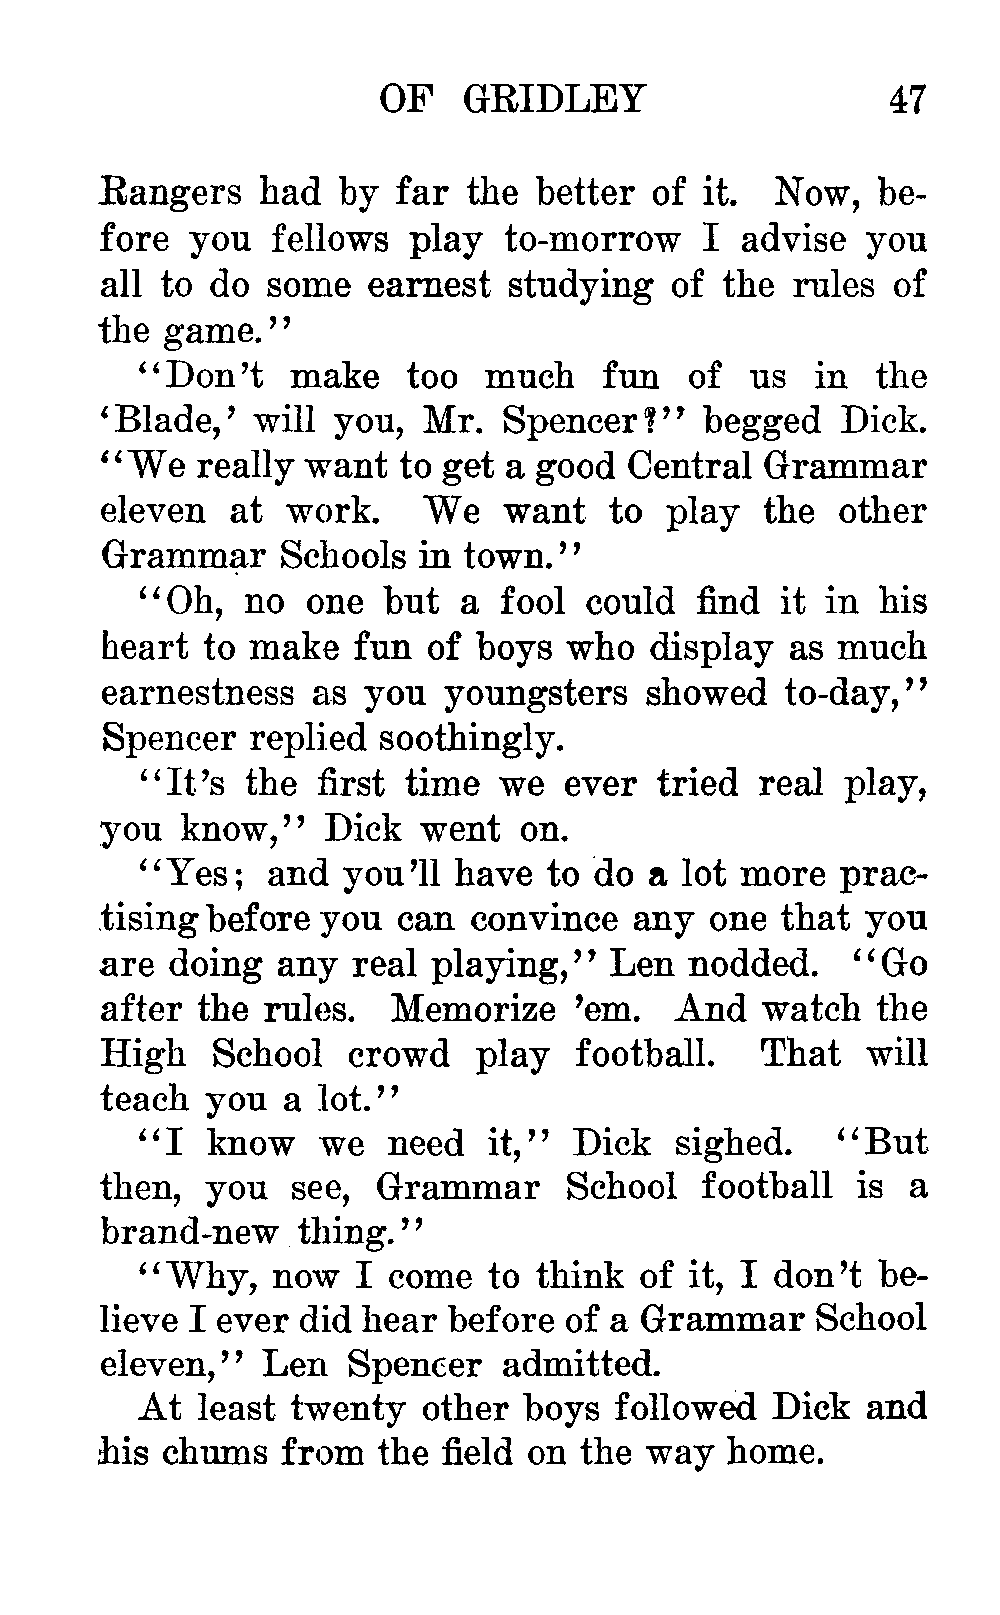 OF GRIDLEY 47
Rangers had by far the better of it. Now, be-
fore you fellows play to-morrow I advise you
all to do some earnest studying of the rules of
the game.”
“Don’t make too much fun of us in the
‘Blade,’ will you, Mr. Spencer?” begged Dick.
“We really want to get a good Central Grammar
eleven at work. We want to play the other
Grammar Schools in town.”
“Oh, no one but a fool could find it in his
heart to make fun of boys who display as much
earnestness as you youngsters showed to-day,”
Spencer replied soothingly.
“It’s the first time we ever tried real play,
you know,” Dick went on.
“Yes; and you’ll have to do a lot more prac-
tising before you can convince any one that you
are doing any real playing,” Len nodded. “Go
after the rules. Memorize ’em. And watch the
High School crowd play football. That will
teach you a lot.”
“I know we need it,” Dick sighed. “But
then, you see, Grammar School football is a
brand-new thing.”
“Why, now I come to think of it, I don’t be-
lieve I ever did hear before of a Grammar School
eleven,” Len Spencer admitted.
At least twenty other boys followed Dick and
his chums from the field on the way home.